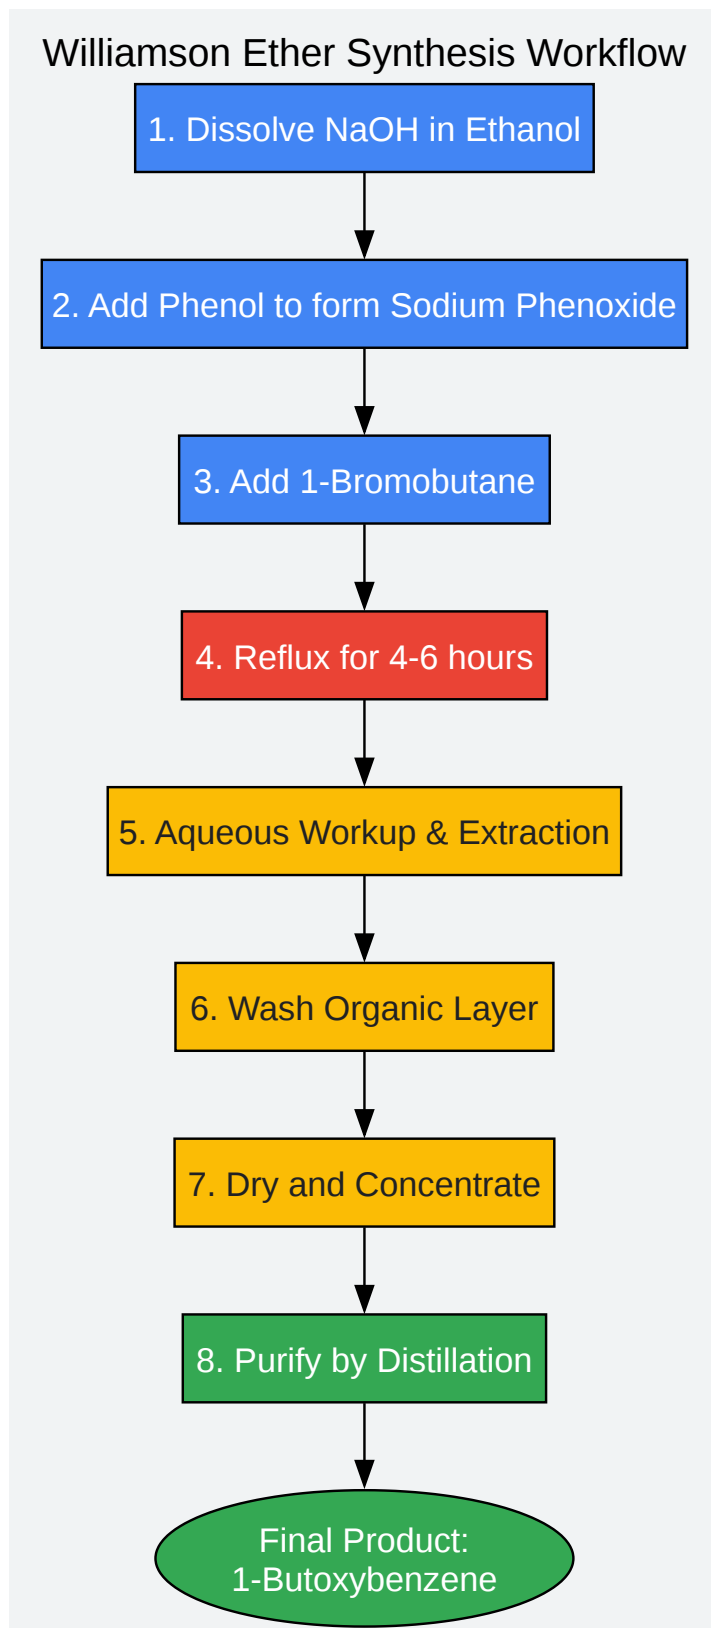 Williamson Ether Synthesis Workflow
1. Dissolve NaOH in Ethanol
2. Add Phenol to form Sodium Phenoxide
3. Add 1-Bromobutane
4. Reflux for 4-6 hours
5. Aqueous Workup & Extraction
6. Wash Organic Layer
7. Dry and Concentrate
8. Purify by Distillation
Final Product:
1-Butoxybenzene